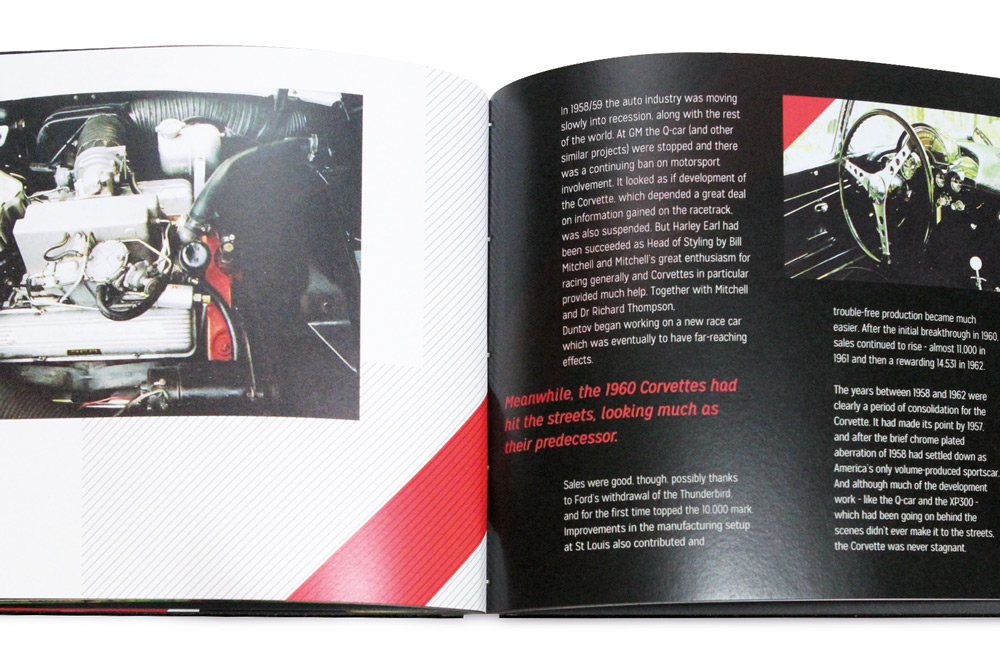 In 1958/59 the auto industry was moving
slowly into recession, along with the rest
of the world. At GM the Q-car (and other
similar projects) were stopped and there
was a continuing ban on motorsport
involvement. It looked as if development of
the Corvette, which depended a great deal
on information gained on the racetrack,
was also suspended. But Harley Earl had
been succeeded as Head of Styling by Bill
Mitchell and Mitchell's great enthusiasm for
racing generally and Corvettes in particular
provided much help. Together with Mitchell
and Dr Richard Thompson,
Duntov began working on a new race car
which was eventually to have far-reaching
effects.
Meanwhile, the 1960 Corvettes had
hit the streets, looking much as
their predecessor.
Sales were good, though, possibly thanks
to Ford's withdrawal of the Thunderbird,
and for the first time topped the 10,000 mark.
Improvements in the manufacturing setup
at St Louis also contributed and
trouble-free production became much
easier. After the initial breakthrough in 1960,
sales continued to rise - almost 11,000 in
1961 and then a rewarding 14,531 in 1962.
The years between 1958 and 1962 were
clearly a period of consolidation for the
Corvette. It had made its point by 1957,
and after the brief chrome plated
aberration of 1958 had settled down as
America's only volume-produced sportscar.
And although much of the development
work - like the Q-car and the XP300 -
which had been going on behind the
scenes didn't ever make it to the streets,
the Corvette was never stagnant.